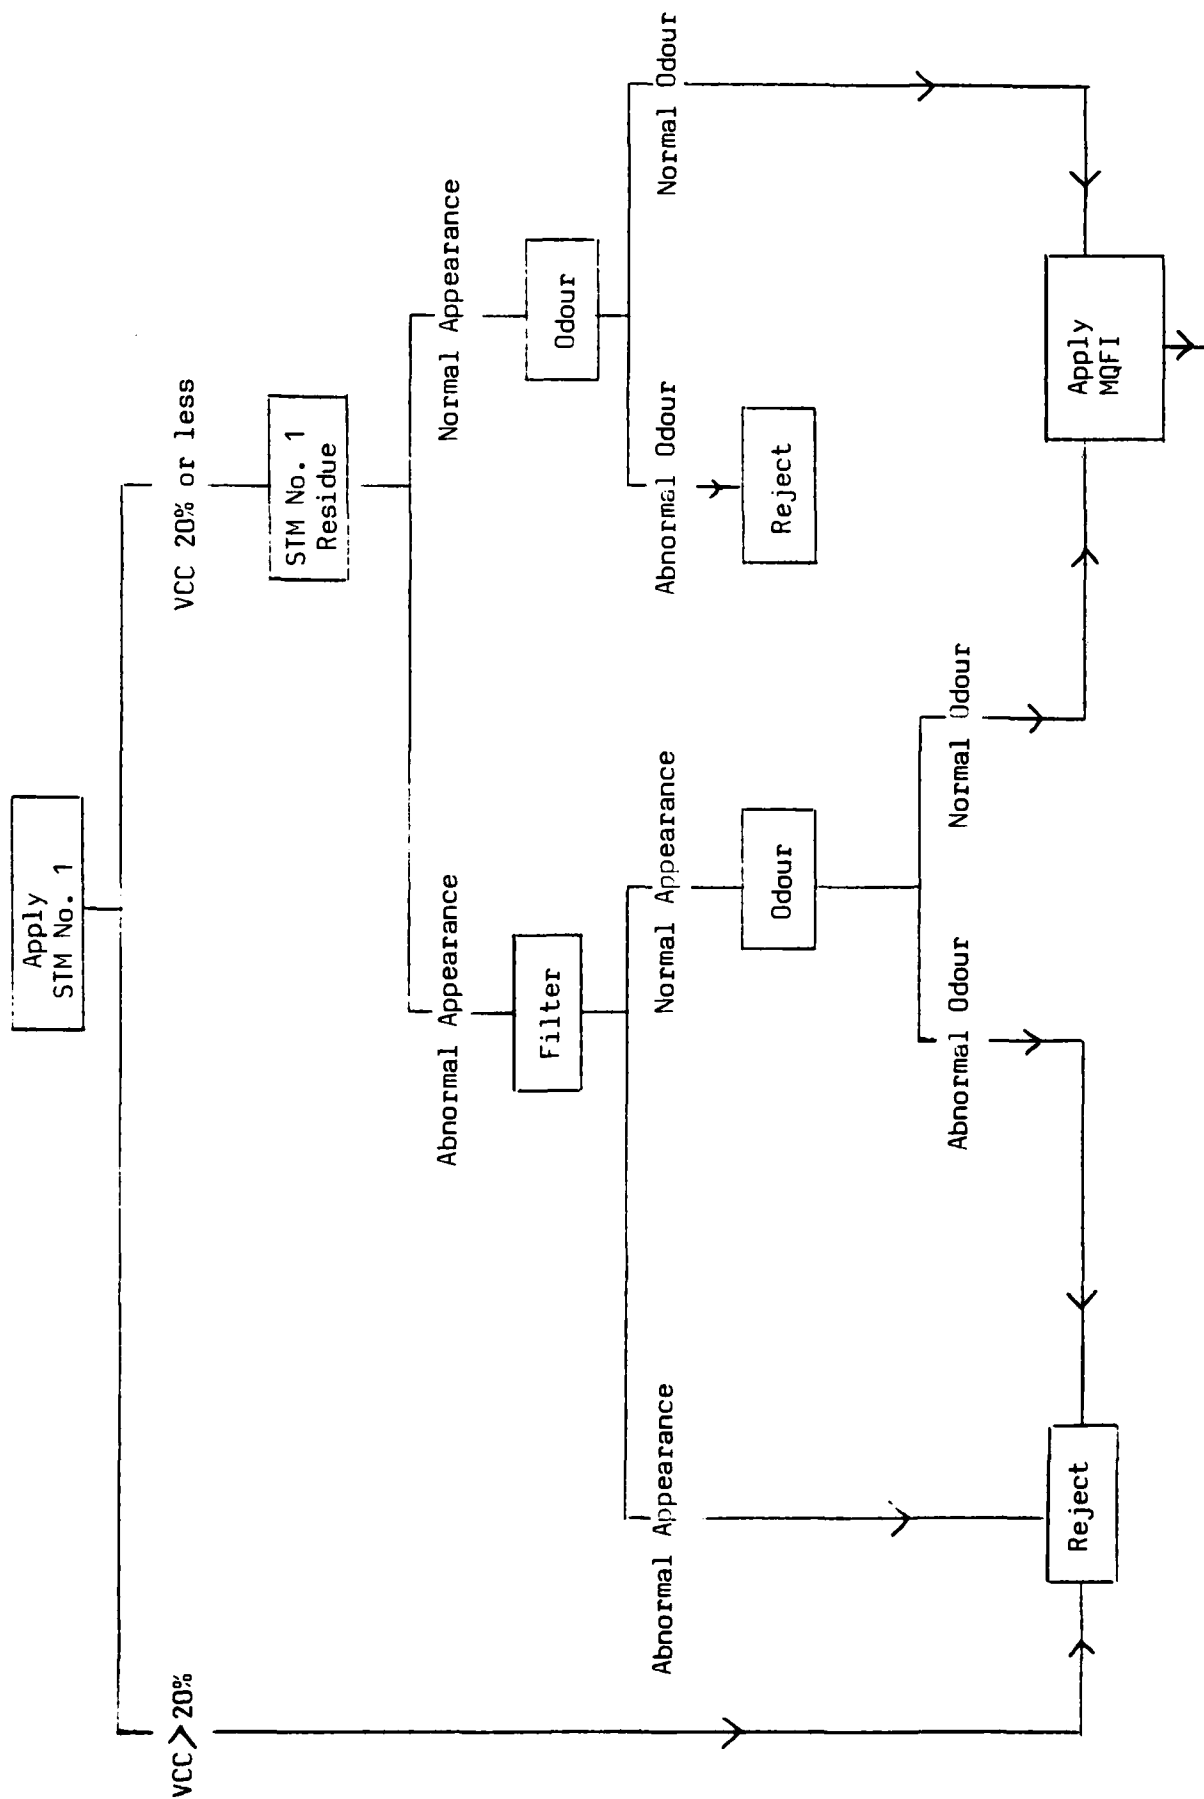 Apply
STM No. 1
VCC>20%
VCC 20% or less
STM No. 1
Residue
Abnormal Appearance
Normal Appearance
Filter
Odour
Abnormal Appearance
Normal Appearance
Abnormal Odour
Normal Odour
Odour
Reject
Abnormal Odour
Normal Odour
Reject
Apply
MQFI